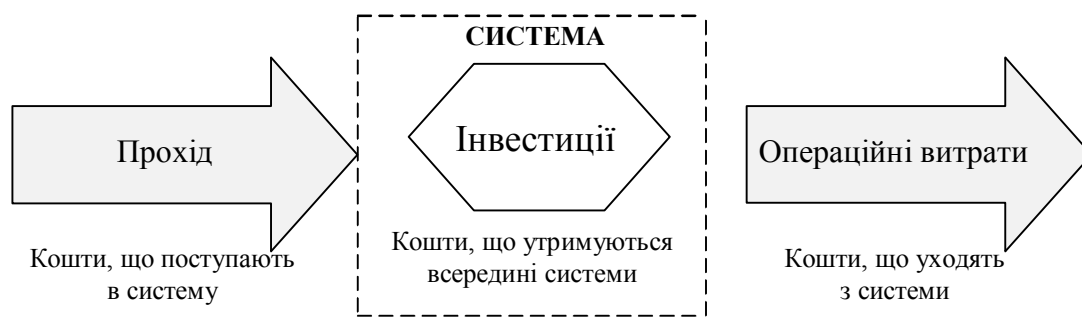 СИСТЕМА
Прохід
Інвестиції
Операційні витрати
Кошти, що поступають
в систему
Кошти, що утримуються
всередині системи
Кошти, що уходять
з системи